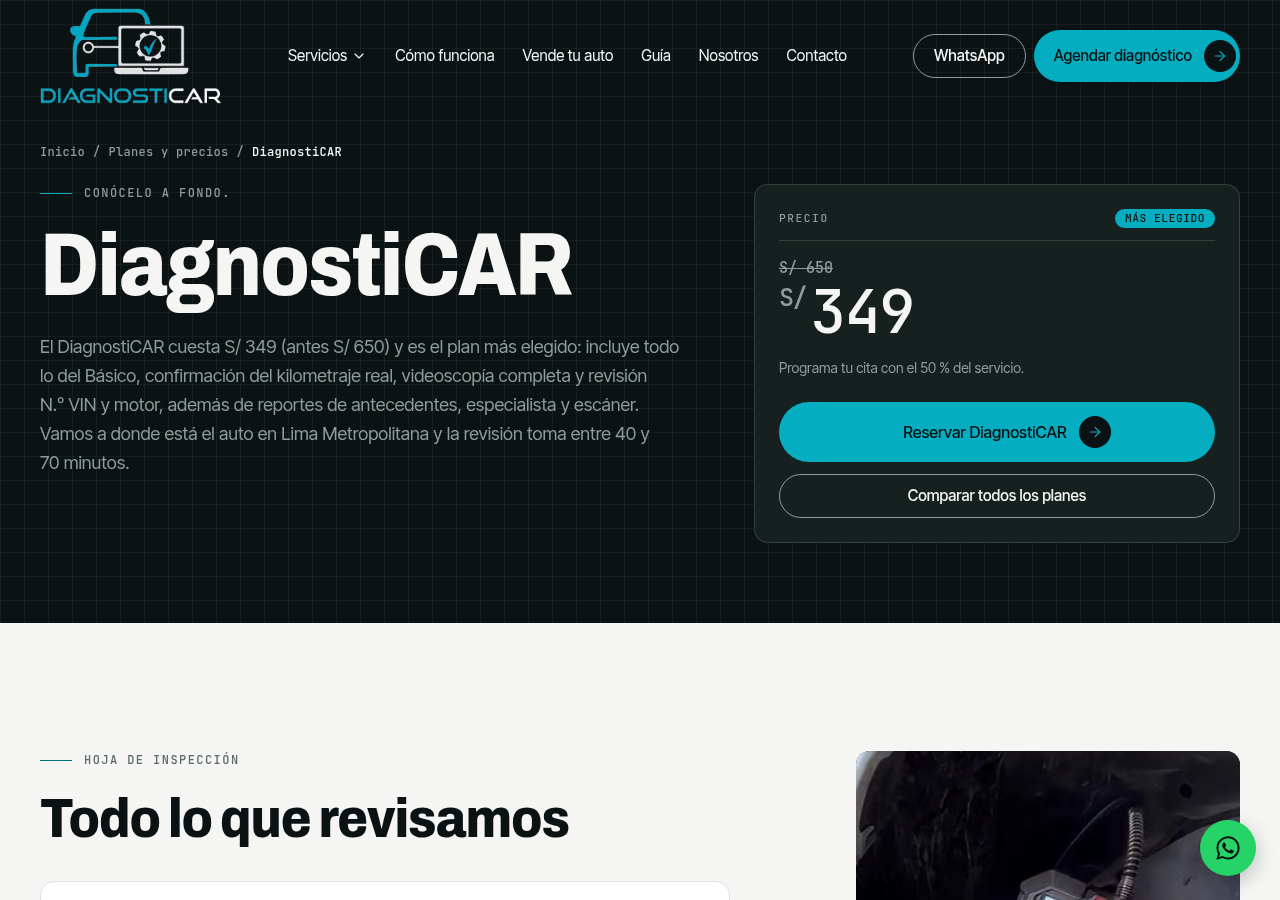 DIAGNOSTICAR
Servicios
Cómo funciona
Vende tu auto
Guía
Nosotros
Contacto
WhatsApp
Agendar diagnóstico
Inicio / Planes y precios / DiagnostiCAR
CONÓCELO A FONDO.
DiagnostiCAR
El DiagnostiCAR cuesta S/ 349 (antes S/ 650) y es el plan más elegido: incluye todo
lo del Básico, confirmación del kilometraje real, videoscopía completa y revisión
N.° VIN y motor, además de reportes de antecedentes, especialista y escáner.
Vamos a donde está el auto en Lima Metropolitana y la revisión toma entre 40 y
70 minutos.
PRECIO
MÁS ELEGIDO
S/ 650
S/ 349
Programa tu cita con el 50 % del servicio.
Reservar DiagnostiCAR
Comparar todos los planes
HOJA DE INSPECCIÓN
Todo lo que revisamos